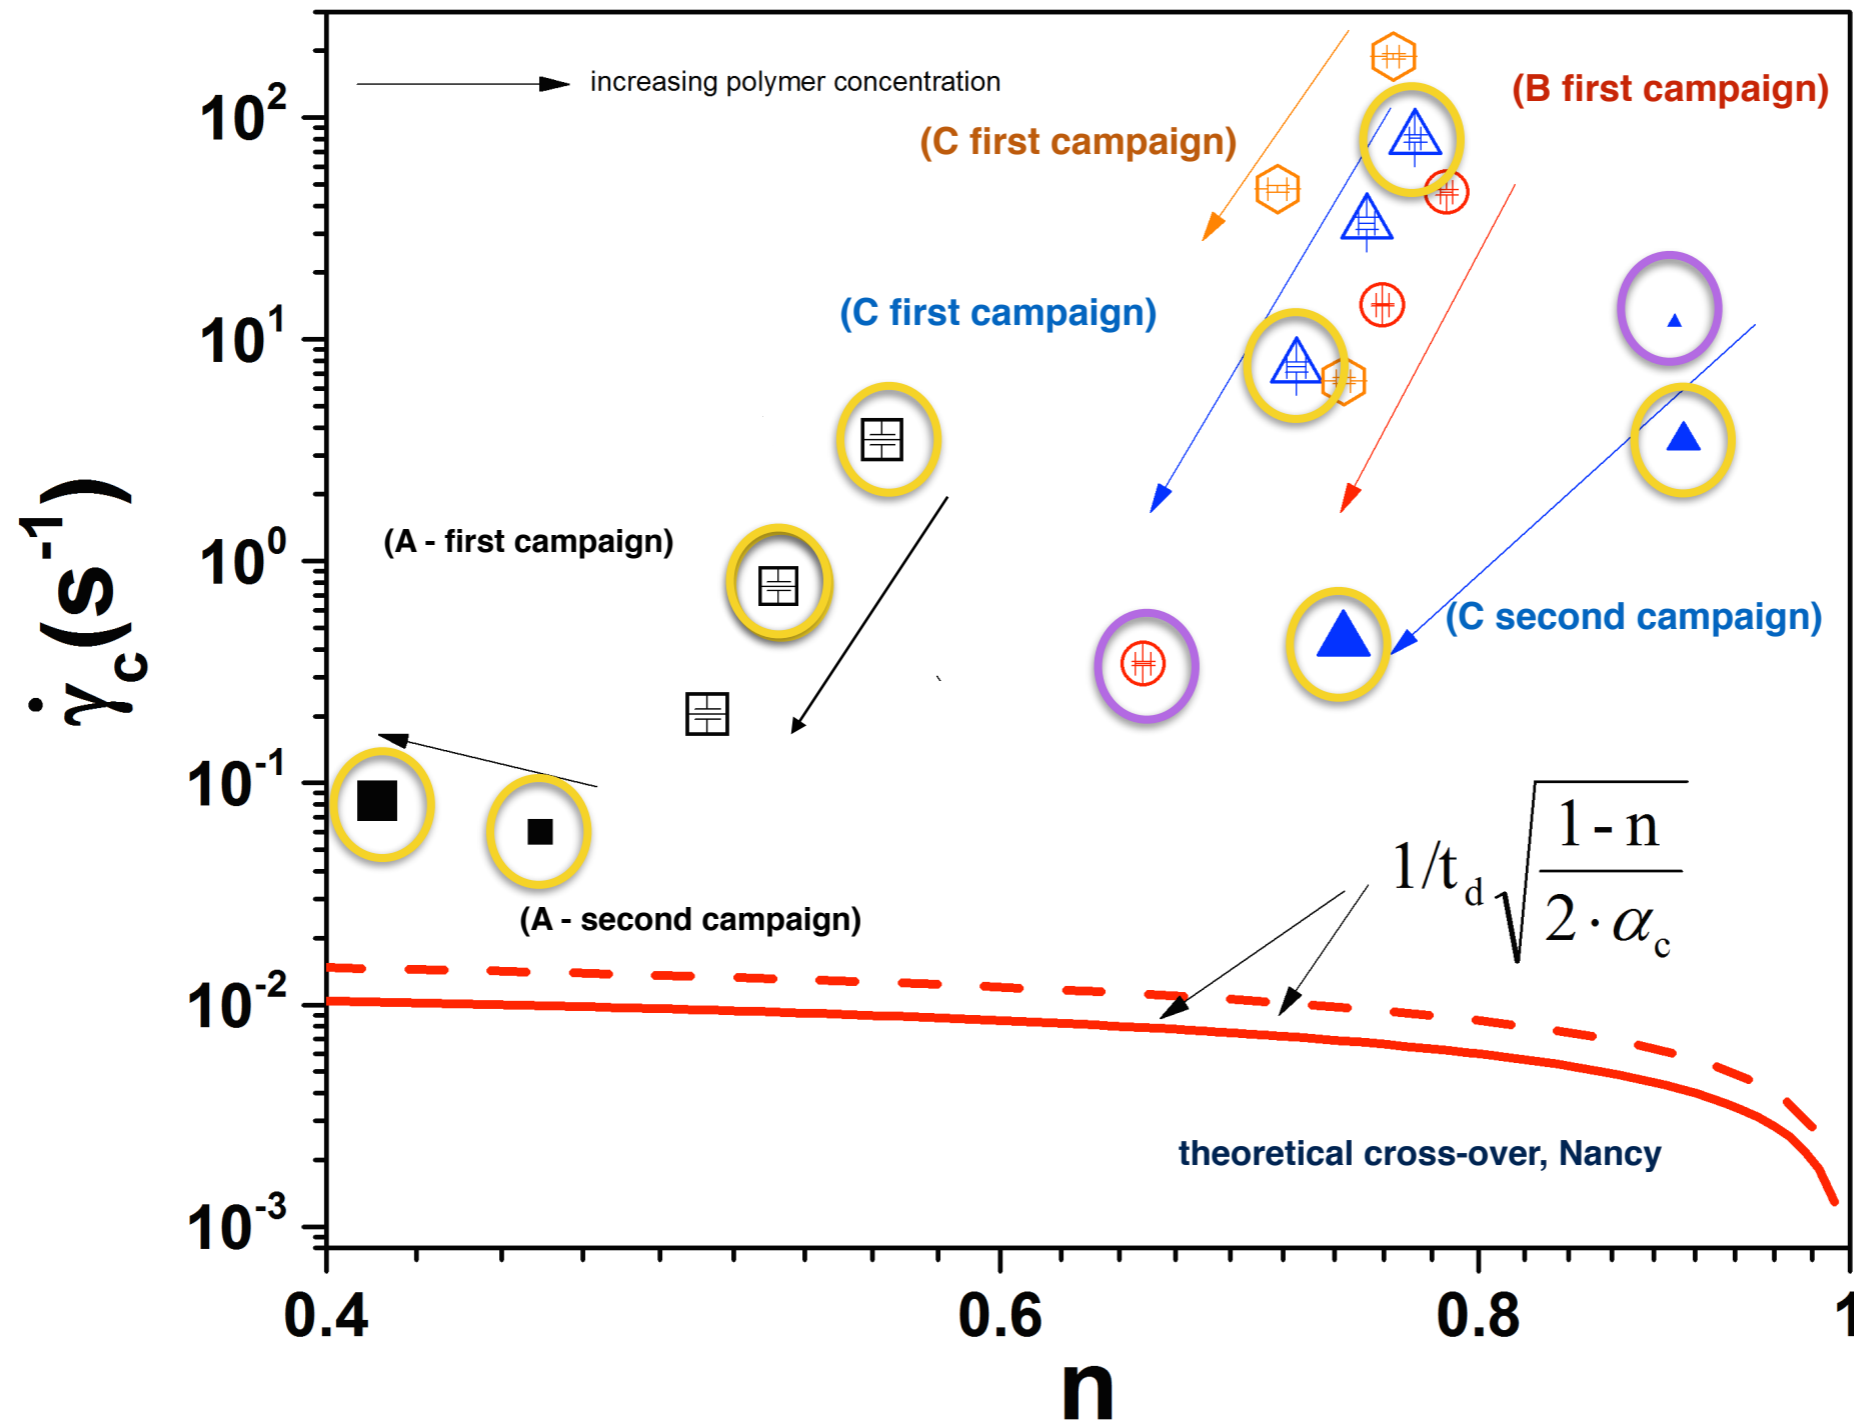 increasing polymer concentration
(B first campaign)
(C first campaign)
(C first campaign)
(A - first campaign)
(C second campaign)
(A - second campaign)
1/t_d √((1 - n)/(2 · α_c))
theoretical cross-over, Nancy
10^2
10^1
10^0
10^-1
10^-2
10^-3
γ̇_c (s^-1)
0.4
0.6
0.8
1
n